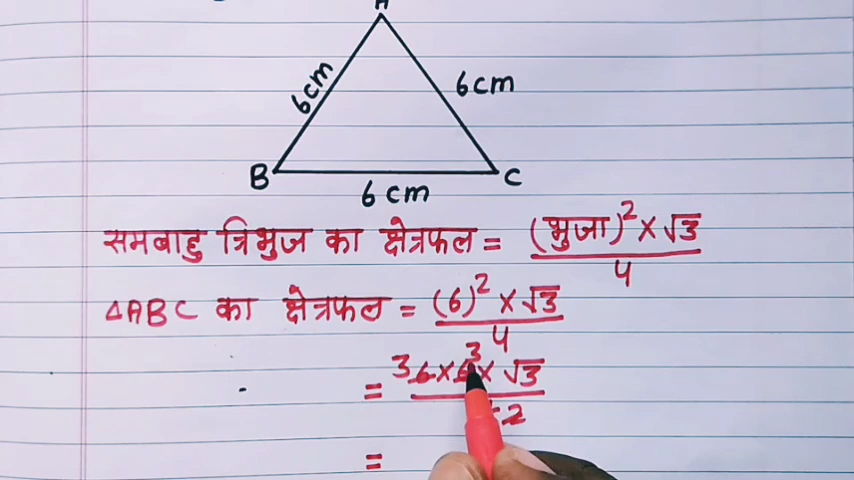 A
6cm
6cm
B
C
6 cm
समबाहु त्रिभुज का क्षेत्रफल = (भुजा)² × √3
4
ΔABC का क्षेत्रफल = (6)² × √3
4
= 3 6 × 6 3 × √3
2
=